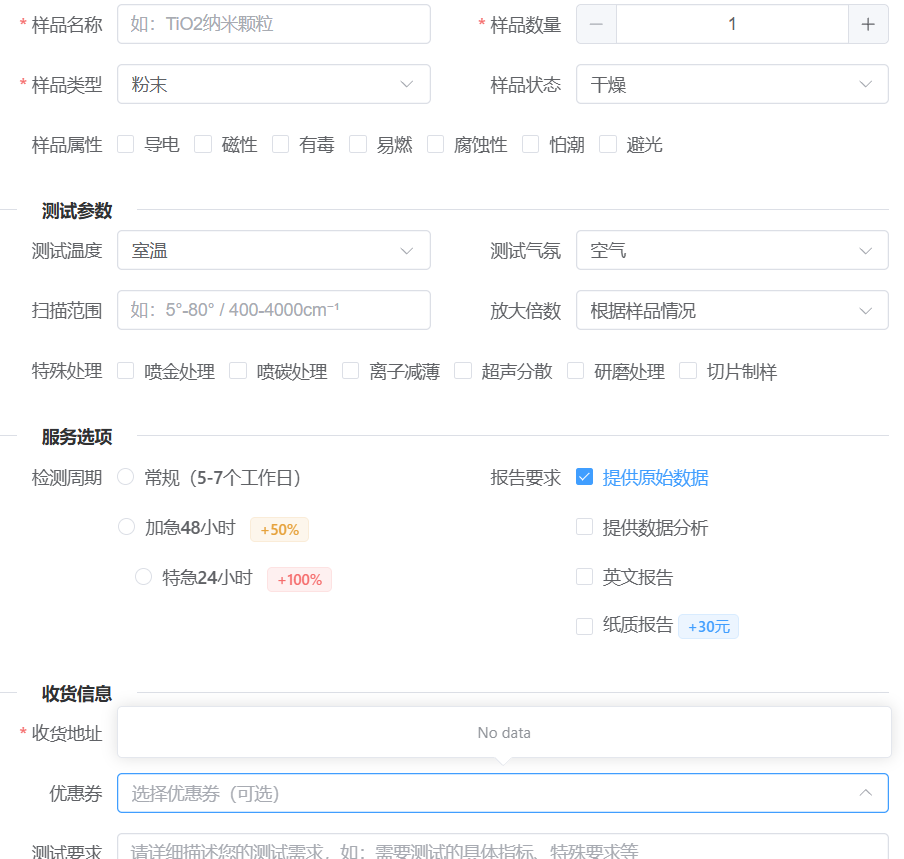 * 样品名称 如：TiO2纳米颗粒 * 样品数量 − 1 +
* 样品类型 粉末 样品状态 干燥
样品属性 导电 磁性 有毒 易燃 腐蚀性 怕潮 避光
测试参数
测试温度 室温 测试气氛 空气
扫描范围 如：5°-80° / 400-4000cm⁻¹ 放大倍数 根据样品情况
特殊处理 喷金处理 喷碳处理 离子减薄 超声分散 研磨处理 切片制样
服务选项
检测周期 常规（5-7个工作日） 报告要求 提供原始数据
加急48小时 +50% 提供数据分析
特急24小时 +100% 英文报告
纸质报告 +30元
收货信息
* 收货地址 No data
优惠券 选择优惠券（可选）
测试要求 请详细描述您的测试需求，如：需要测试的具体指标、特殊要求等